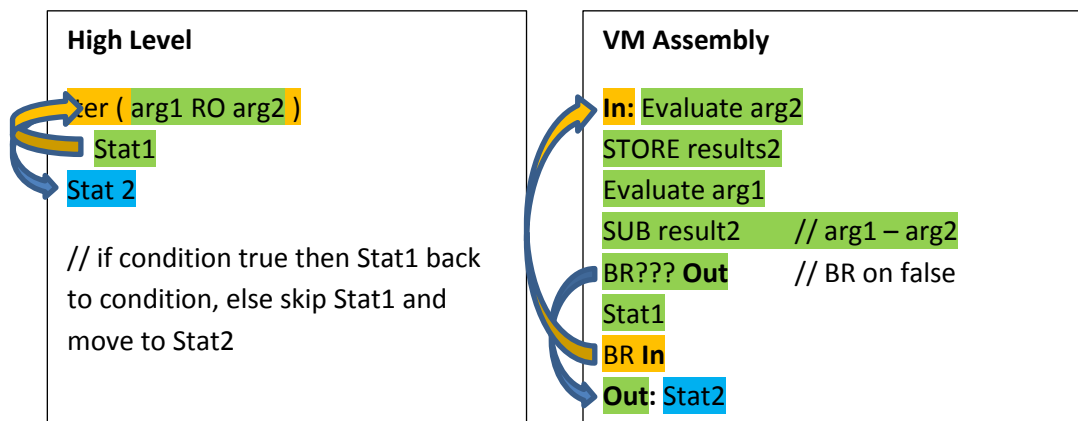 High Level
iter ( arg1 RO arg2 )
Stat1
Stat 2
// if condition true then Stat1 back
to condition, else skip Stat1 and
move to Stat2
VM Assembly
In: Evaluate arg2
STORE results2
Evaluate arg1
SUB result2 // arg1 – arg2
BR??? Out // BR on false
Stat1
BR In
Out: Stat2